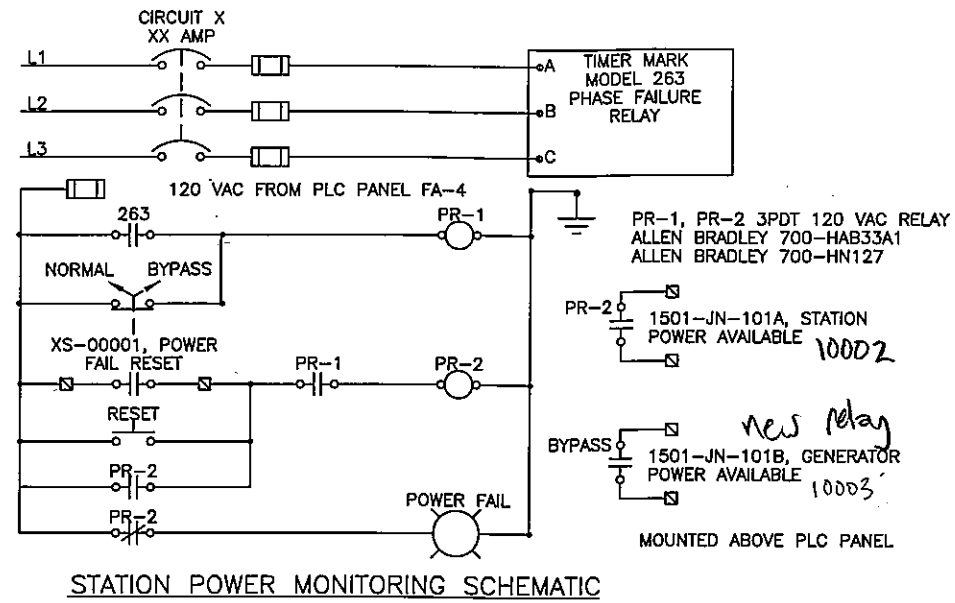 CIRCUIT X
XX AMP
L1
L2
L3
A
B
C
TIMER MARK
MODEL 263
PHASE FAILURE
RELAY
120 VAC FROM PLC PANEL FA-4
263
PR-1
NORMAL
BYPASS
XS-00001, POWER
FAIL RESET
PR-1
PR-2
RESET
PR-2
PR-2
POWER FAIL
PR-1, PR-2 3PDT 120 VAC RELAY
ALLEN BRADLEY 700-HAB33A1
ALLEN BRADLEY 700-HN127
PR-2
1501-JN-101A, STATION
POWER AVAILABLE
10002
new relay
BYPASS
1501-JN-101B, GENERATOR
POWER AVAILABLE
10003
MOUNTED ABOVE PLC PANEL
STATION POWER MONITORING SCHEMATIC